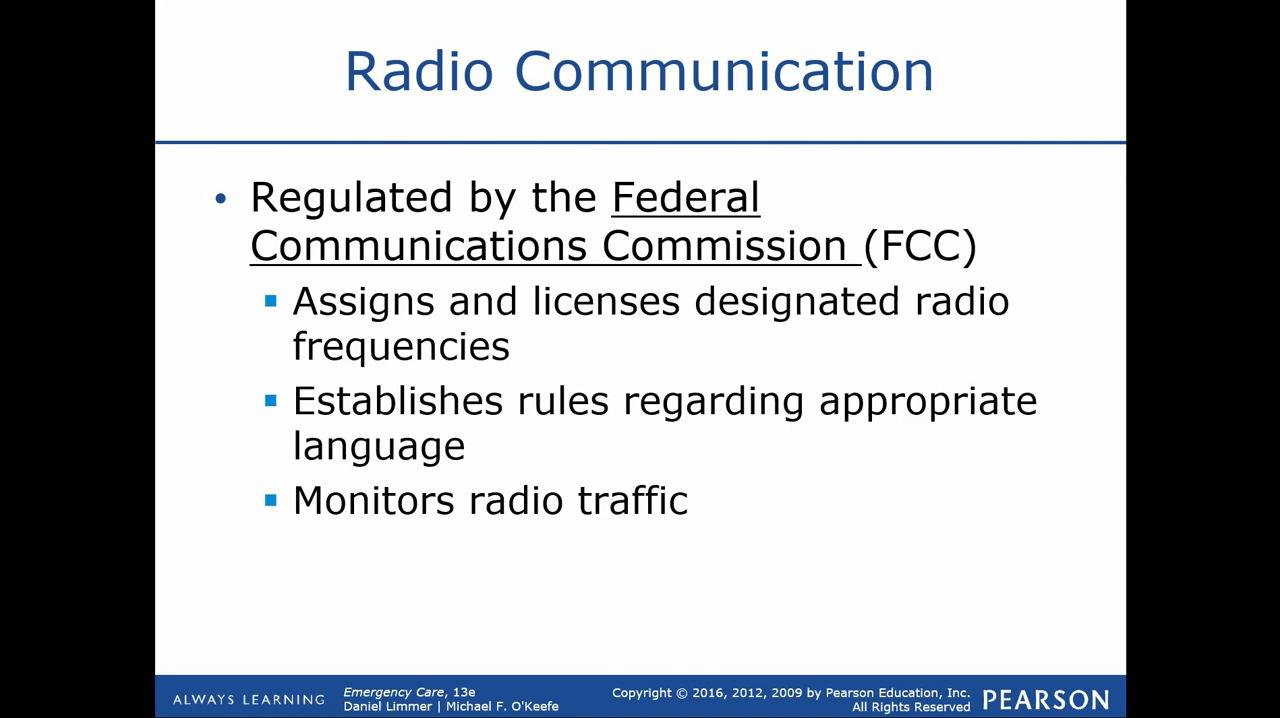 Radio Communication
• Regulated by the Federal
Communications Commission (FCC)
▪ Assigns and licenses designated radio
frequencies
▪ Establishes rules regarding appropriate
language
▪ Monitors radio traffic
ALWAYS LEARNING
Emergency Care, 13e
Daniel Limmer | Michael F. O'Keefe
Copyright © 2016, 2012, 2009 by Pearson Education, Inc.
All Rights Reserved
PEARSON